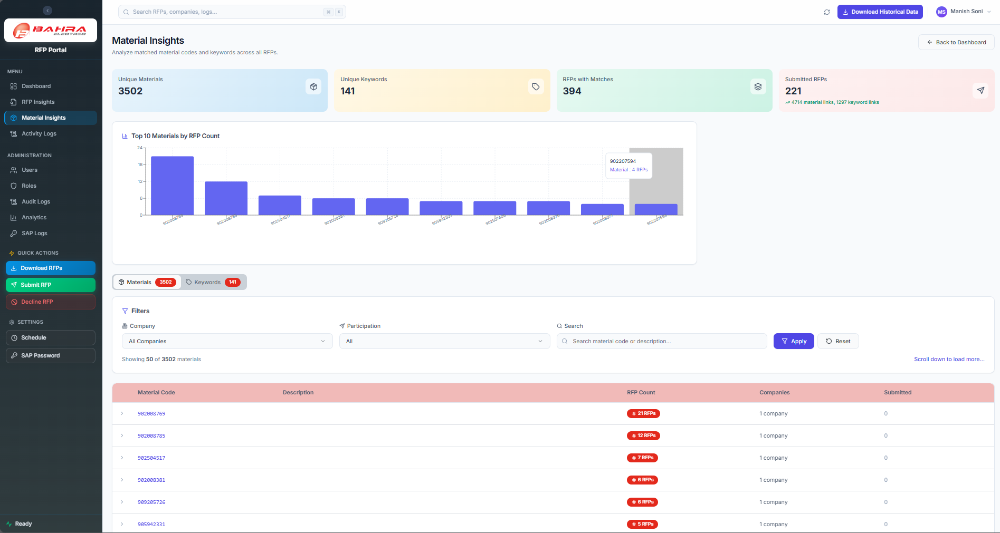 Search RFPs, companies, logs...
⌘ K
Download Historical Data
MS Manish Soni
BAHRA
ELECTRIC
RFP Portal
MENU
Dashboard
RFP Insights
Material Insights
Activity Logs
ADMINISTRATION
Users
Roles
Audit Logs
Analytics
SAP Logs
QUICK ACTIONS
Download RFPs
Submit RFP
Decline RFP
SETTINGS
Schedule
SAP Password
Ready
Material Insights
Analyze matched material codes and keywords across all RFPs.
Back to Dashboard
Unique Materials
3502
Unique Keywords
141
RFPs with Matches
394
Submitted RFPs
221
4714 material links, 1297 keyword links
Top 10 Materials by RFP Count
24
18
12
6
0
902207594
Material : 4 RFPs
902008769
902008785
902504517
902008381
909205726
905942331
902507406
902008376
902008077
902207594
Materials 3502
Keywords 141
Filters
Company
All Companies
Participation
All
Search
Search material code or description...
Apply
Reset
Showing 50 of 3502 materials
Scroll down to load more...
Material Code Description RFP Count Companies Submitted
902008769 # 21 RFPs 1 company 0
902008785 # 12 RFPs 1 company 0
902504517 # 7 RFPs 1 company 0
902008381 # 6 RFPs 1 company 0
909205726 # 6 RFPs 1 company 0
905942331 # 5 RFPs 1 company 0